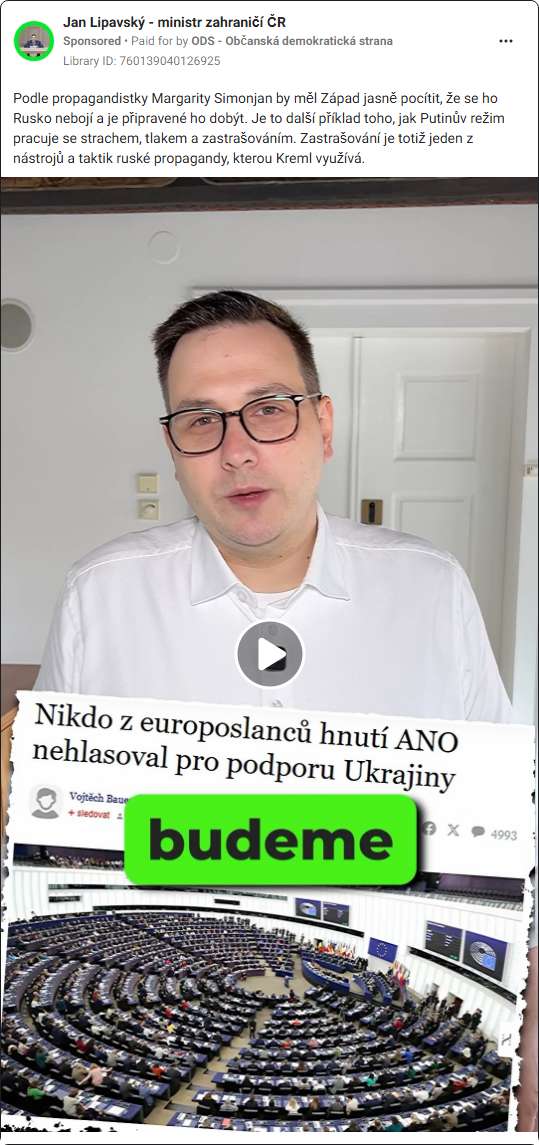 Jan Lipavský - ministr zahraničí ČR
Sponsored • Paid for by ODS - Občanská demokratická strana
Library ID: 760139040126925
Podle propagandistky Margarity Simonjan by měl Západ jasně pocítit, že se ho
Rusko nebojí a je připravené ho dobýt. Je to další příklad toho, jak Putinův režim
pracuje se strachem, tlakem a zastrašováním. Zastrašování je totiž jeden z
nástrojů a taktik ruské propagandy, kterou Kreml využívá.
Nikdo z europoslanců hnutí ANO
nehlasoval pro podporu Ukrajiny
Vojtěch
+ sledovat
4993
budeme